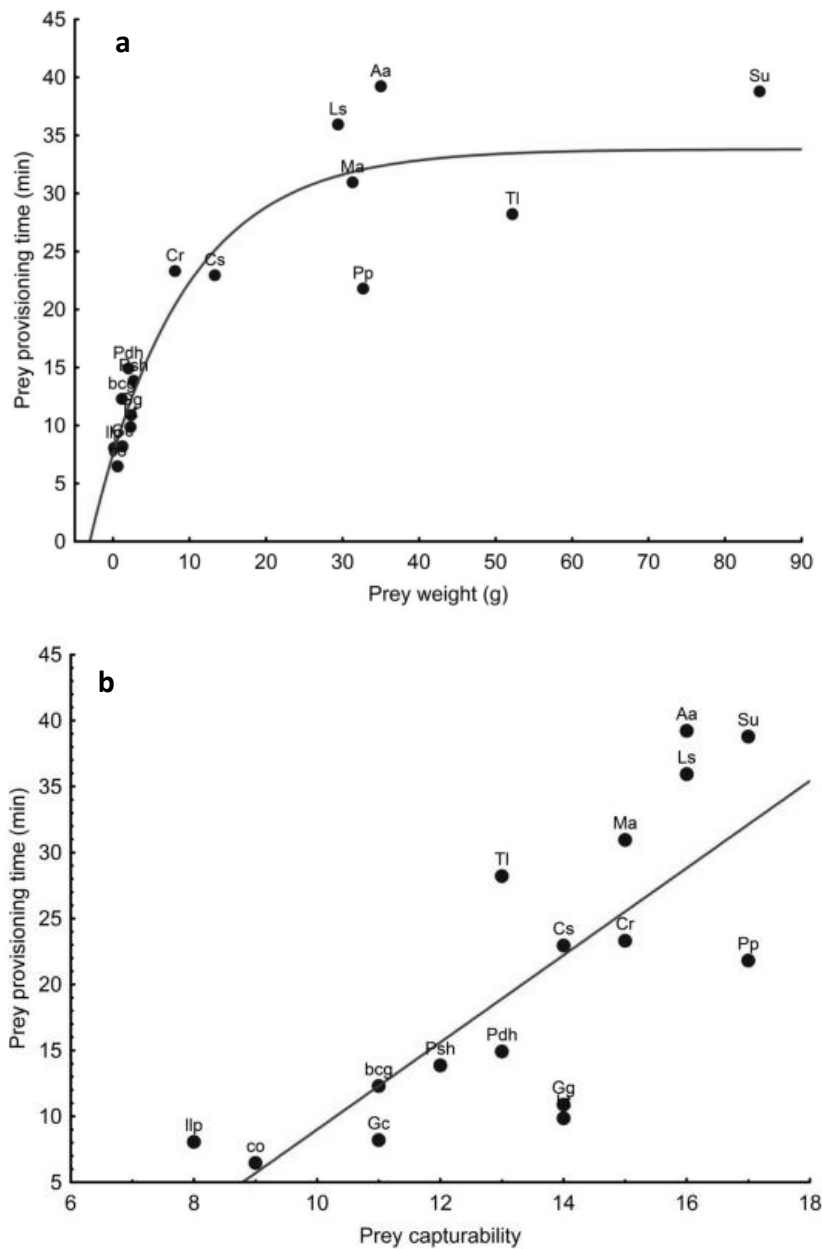 a
Prey provisioning time (min)
45
40
35
30
25
20
15
10
5
0
Aa
Su
Ls
Ma
Tl
Cr
Cs
Pp
Pdh
Psh
0
10
20
30
40
50
60
70
80
90
Prey weight (g)
b
Prey provisioning time (min)
45
40
35
30
25
20
15
10
5
Aa
Su
Ls
Ma
Tl
Cs
Cr
Pp
Psh
Pdh
bcg
Gg
Gc
llp
co
6
8
10
12
14
16
18
Prey capturability